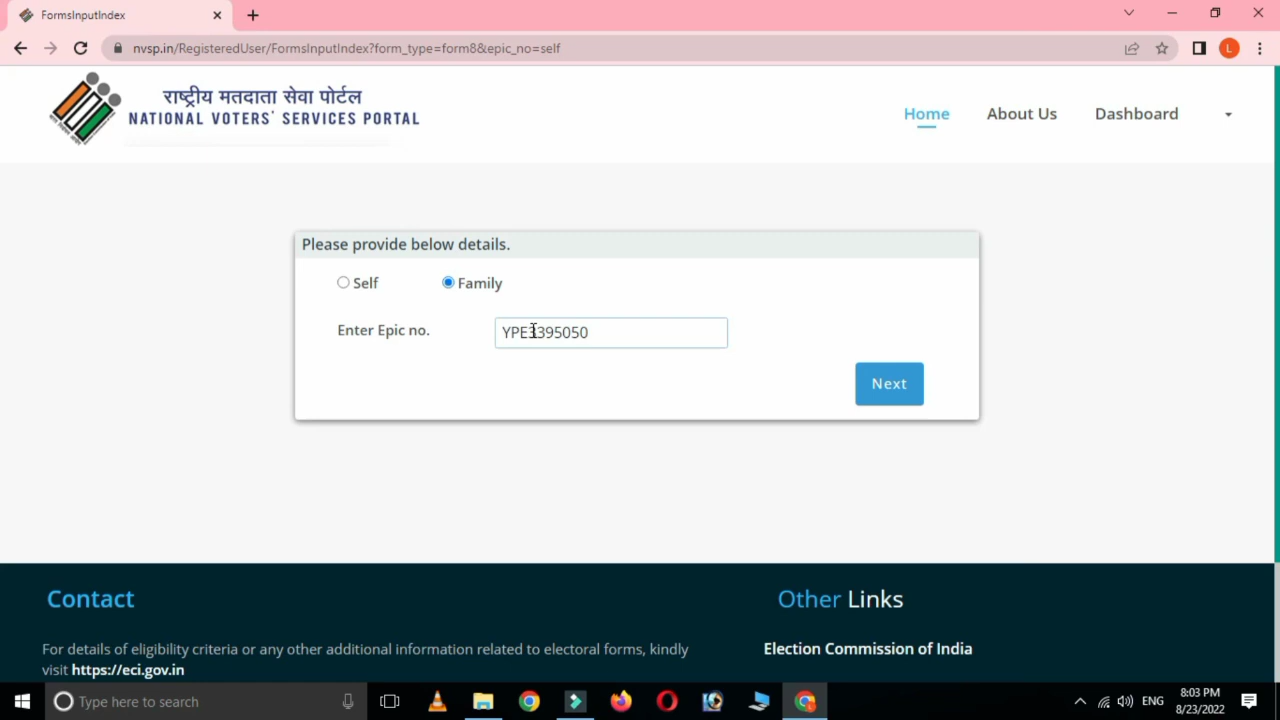 FormsInputIndex
nvsp.in/RegisteredUser/FormsInputIndex?form_type=form8&epic_no=self
L
राष्ट्रीय मतदाता सेवा पोर्टल
NATIONAL VOTERS' SERVICES PORTAL
Home About Us Dashboard
Please provide below details.
Self Family
Enter Epic no. YPE3395050
Next
Contact
Other Links
For details of eligibility criteria or any other additional information related to electoral forms, kindly
visit https://eci.gov.in
Election Commission of India
Type here to search
ENG
8:03 PM
8/23/2022